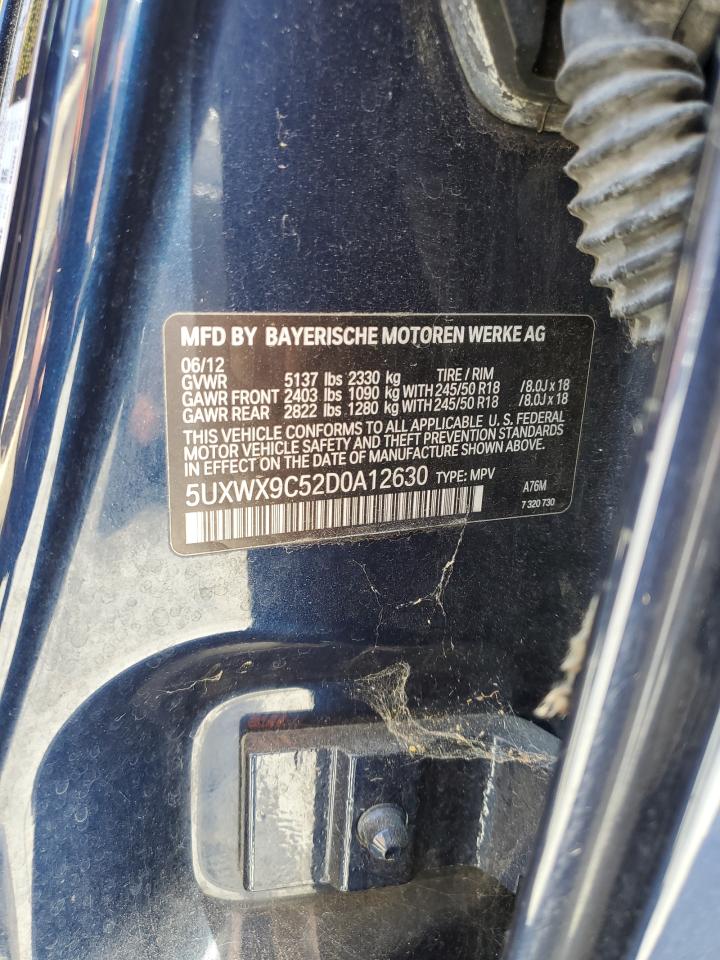 MFD BY BAYERISCHE MOTOREN WERKE AG
06/12
GVWR 5137 lbs 2330 kg TIRE / RIM
GAWR FRONT 2403 lbs 1090 kg WITH 245/50 R18 /8.0J x 18
GAWR REAR 2822 lbs 1280 kg WITH 245/50 R18 /8.0J x 18
THIS VEHICLE CONFORMS TO ALL APPLICABLE U. S. FEDERAL
MOTOR VEHICLE SAFETY AND THEFT PREVENTION STANDARDS
IN EFFECT ON THE DATE OF MANUFACTURE SHOWN ABOVE.
5UXWX9C52D0A12630 TYPE: MPV A76M
7 320 730